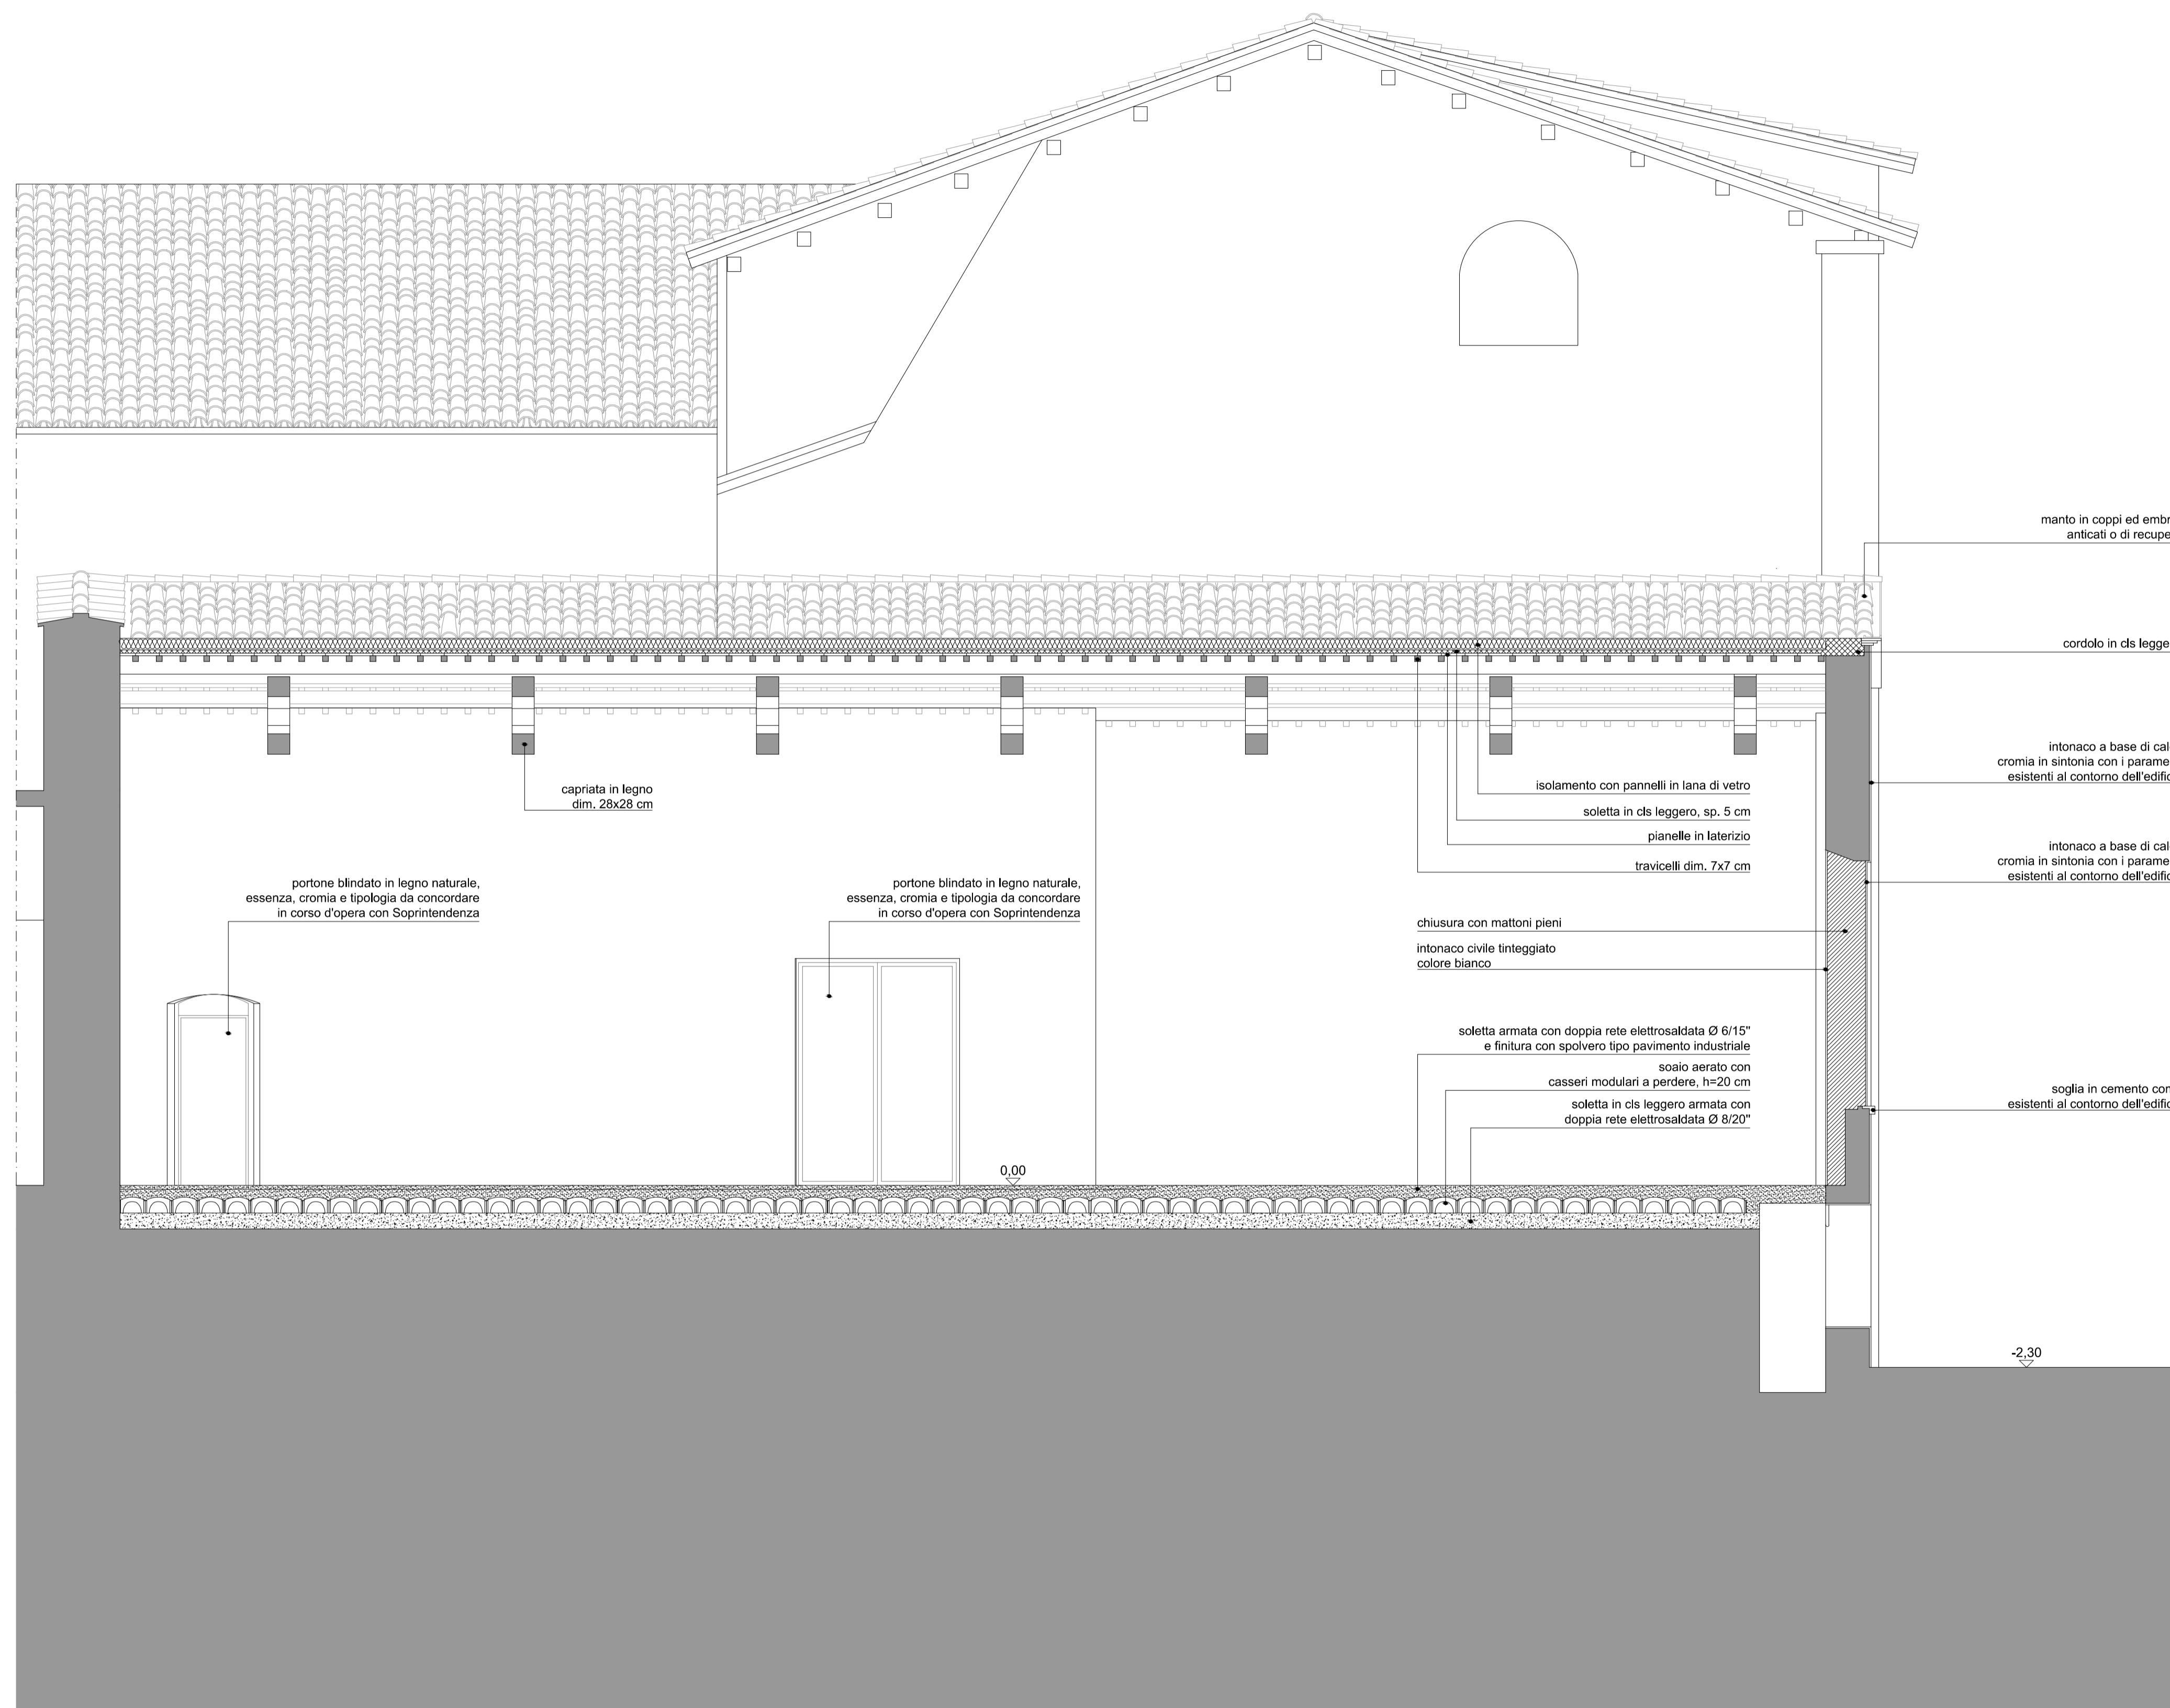 manto in coppi ed embr
anticati o di recupe
cordolo in cls legge
intonaco a base di cal
cromia in sintonia con i parame
esistenti al contorno dell'edific
capriata in legno
dim. 28x28 cm
isolamento con pannelli in lana di vetro
soletta in cls leggero, sp. 5 cm
pianelle in laterizio
travicelli dim. 7x7 cm
intonaco a base di cal
cromia in sintonia con i parame
esistenti al contorno dell'edific
portone blindato in legno naturale,
essenza, cromia e tipologia da concordare
in corso d'opera con Soprintendenza
portone blindato in legno naturale,
essenza, cromia e tipologia da concordare
in corso d'opera con Soprintendenza
chiusura con mattoni pieni
intonaco civile tinteggiato
colore bianco
soletta armata con doppia rete elettrosaldata Ø 6/15"
e finitura con spolvero tipo pavimento industriale
soaio aerato con
casseri modulari a perdere, h=20 cm
soletta in cls leggero armata con
doppia rete elettrosaldata Ø 8/20"
soglia in cemento con
esistenti al contorno dell'edific
0,00
-2,30